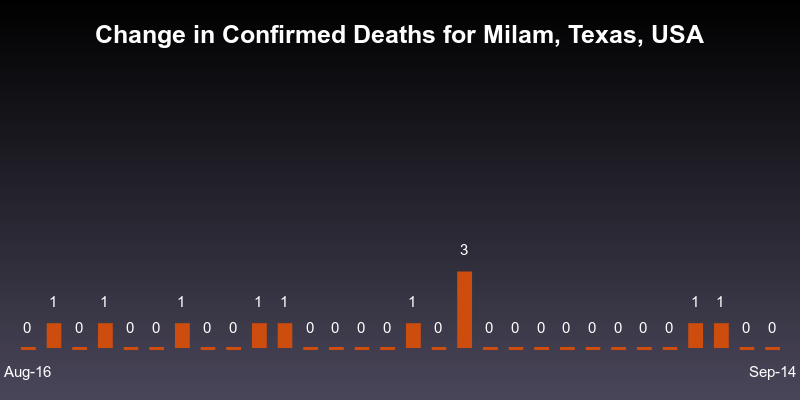 Change in Confirmed Deaths for Milam, Texas, USA
3
1 1 1 1 1 1 1 1
0 0 0 0 0 0 0 0 0 0 0 0 0 0 0 0 0 0 0 0 0
Aug-16 Sep-14